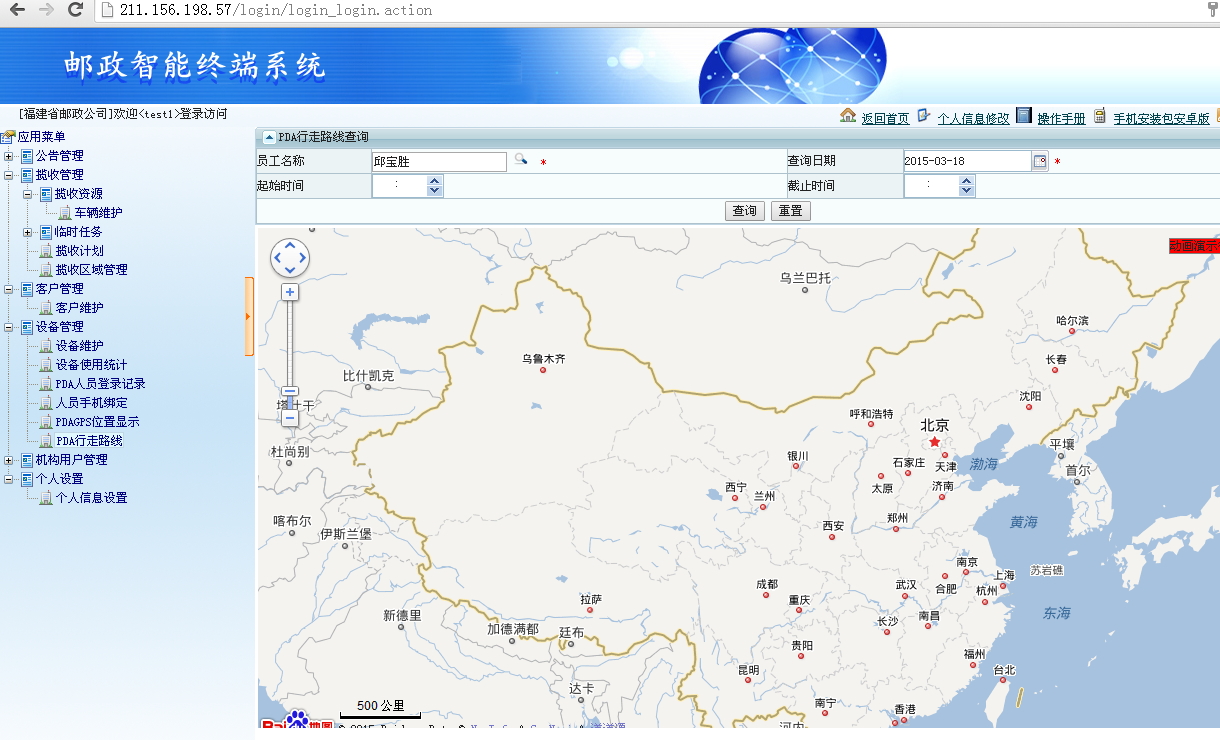 211.156.198.57/login/login_login.action
邮政智能终端系统
[福建省邮政公司]欢迎<test1>登录访问
返回首页 个人信息修改 操作手册 手机安装包安卓版
应用菜单
公告管理
揽收管理
揽收资源
车辆维护
临时任务
揽收计划
揽收区域管理
客户管理
客户维护
设备管理
设备维护
设备使用统计
PDA人员登录记录
人员手机绑定
PDAGPS位置显示
PDA行走路线
机构用户管理
个人设置
个人信息设置
PDA行走路线查询
员工名称 邱宝胜 * 查询日期 2015-03-18 *
起始时间 : 截止时间 :
查询 重置
动画演示
乌兰巴托
哈尔滨
乌鲁木齐
长春
比什凯克
沈阳
塔什干
呼和浩特
北京
平壤
杜尚别
银川
石家庄
天津
渤海
首尔
太原
济南
西宁
兰州
喀布尔
伊斯兰堡
西安
郑州
黄海
南京
苏岩礁
上海
成都
武汉
合肥
杭州
拉萨
重庆
新德里
加德满都
廷布
长沙
南昌
东海
贵阳
福州
昆明
台北
达卡
南宁
香港
河内
500 公里
Bai 地图